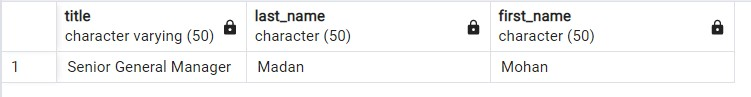 title last_name first_name
character varying (50) character (50) character (50)
1 Senior General Manager Madan Mohan